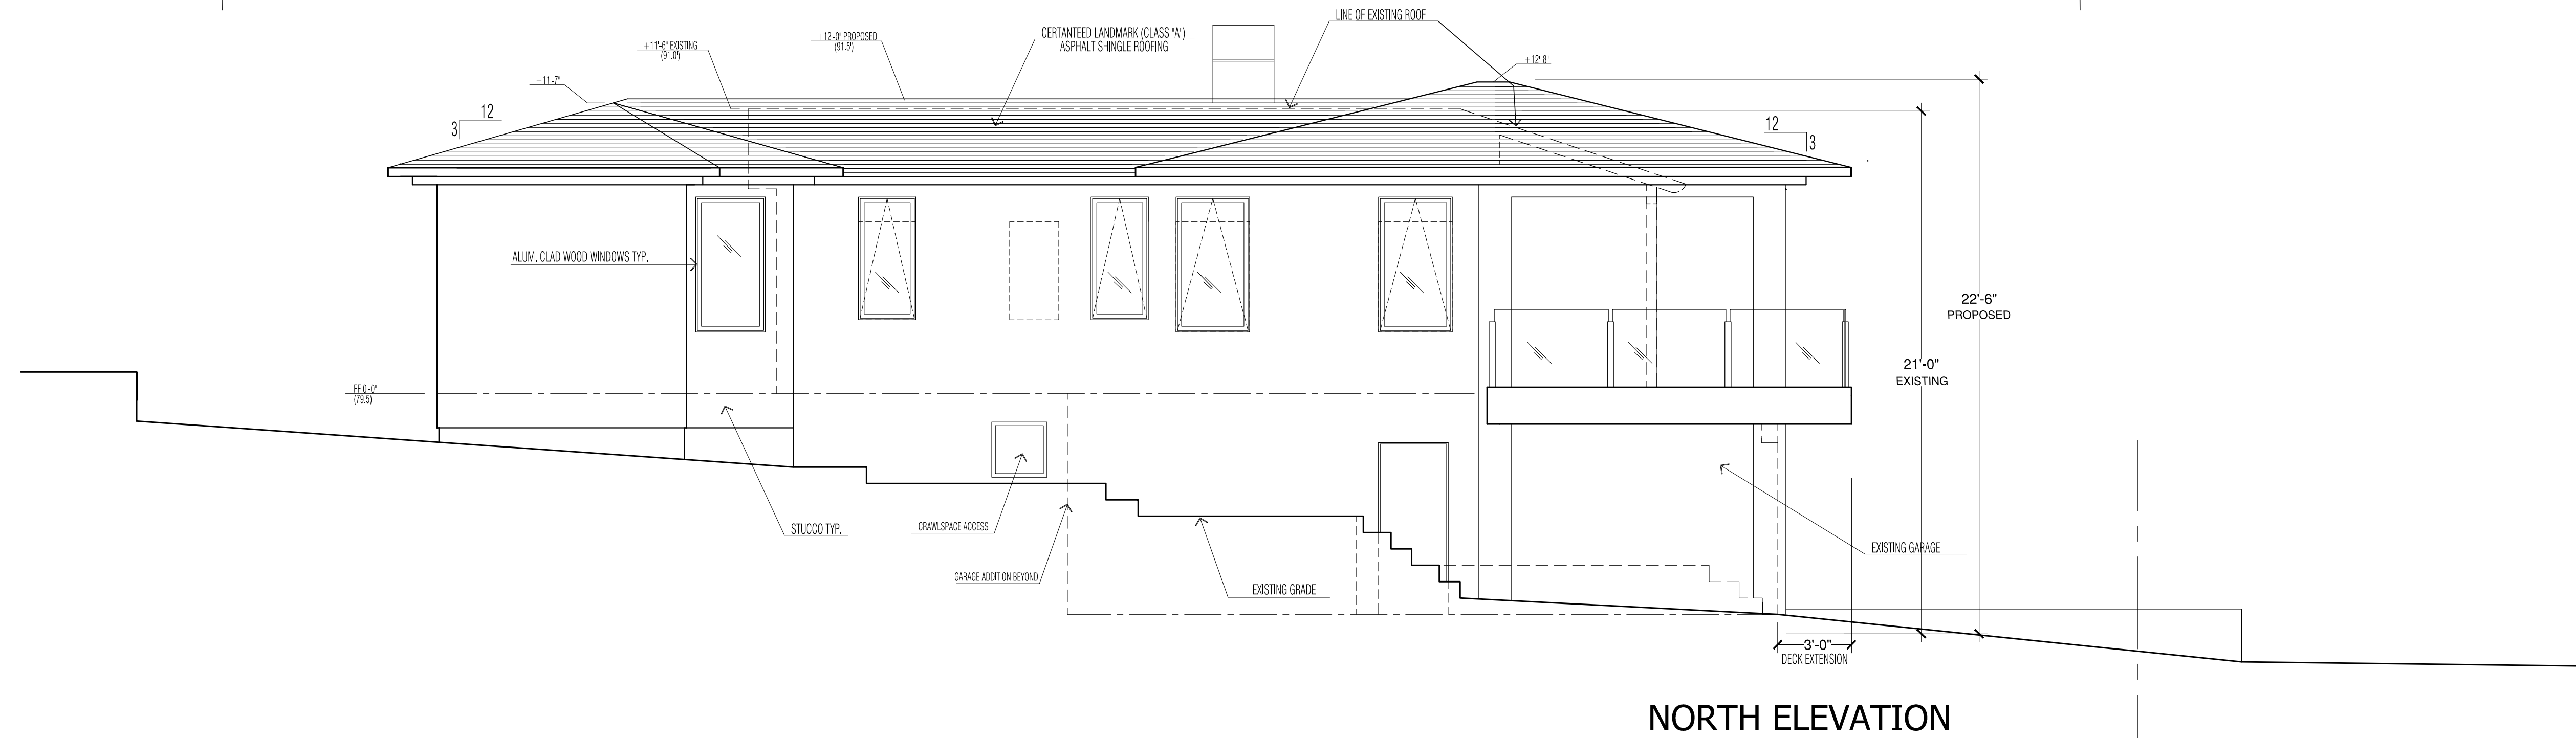 LINE OF EXISTING ROOF
CERTANTEED LANDMARK (CLASS "A")
ASPHALT SHINGLE ROOFING
+12'-0" PROPOSED
(91.5')
+11'-6" EXISTING
(91.0')
+12'-8"
+11'-7"
12
3
12
3
ALUM. CLAD WOOD WINDOWS TYP.
22'-6"
PROPOSED
21'-0"
EXISTING
FF 0'-0"
(79.5)
STUCCO TYP.
CRAWLSPACE ACCESS
EXISTING GARAGE
GARAGE ADDITION BEYOND
EXISTING GRADE
3'-0"
DECK EXTENSION
NORTH ELEVATION